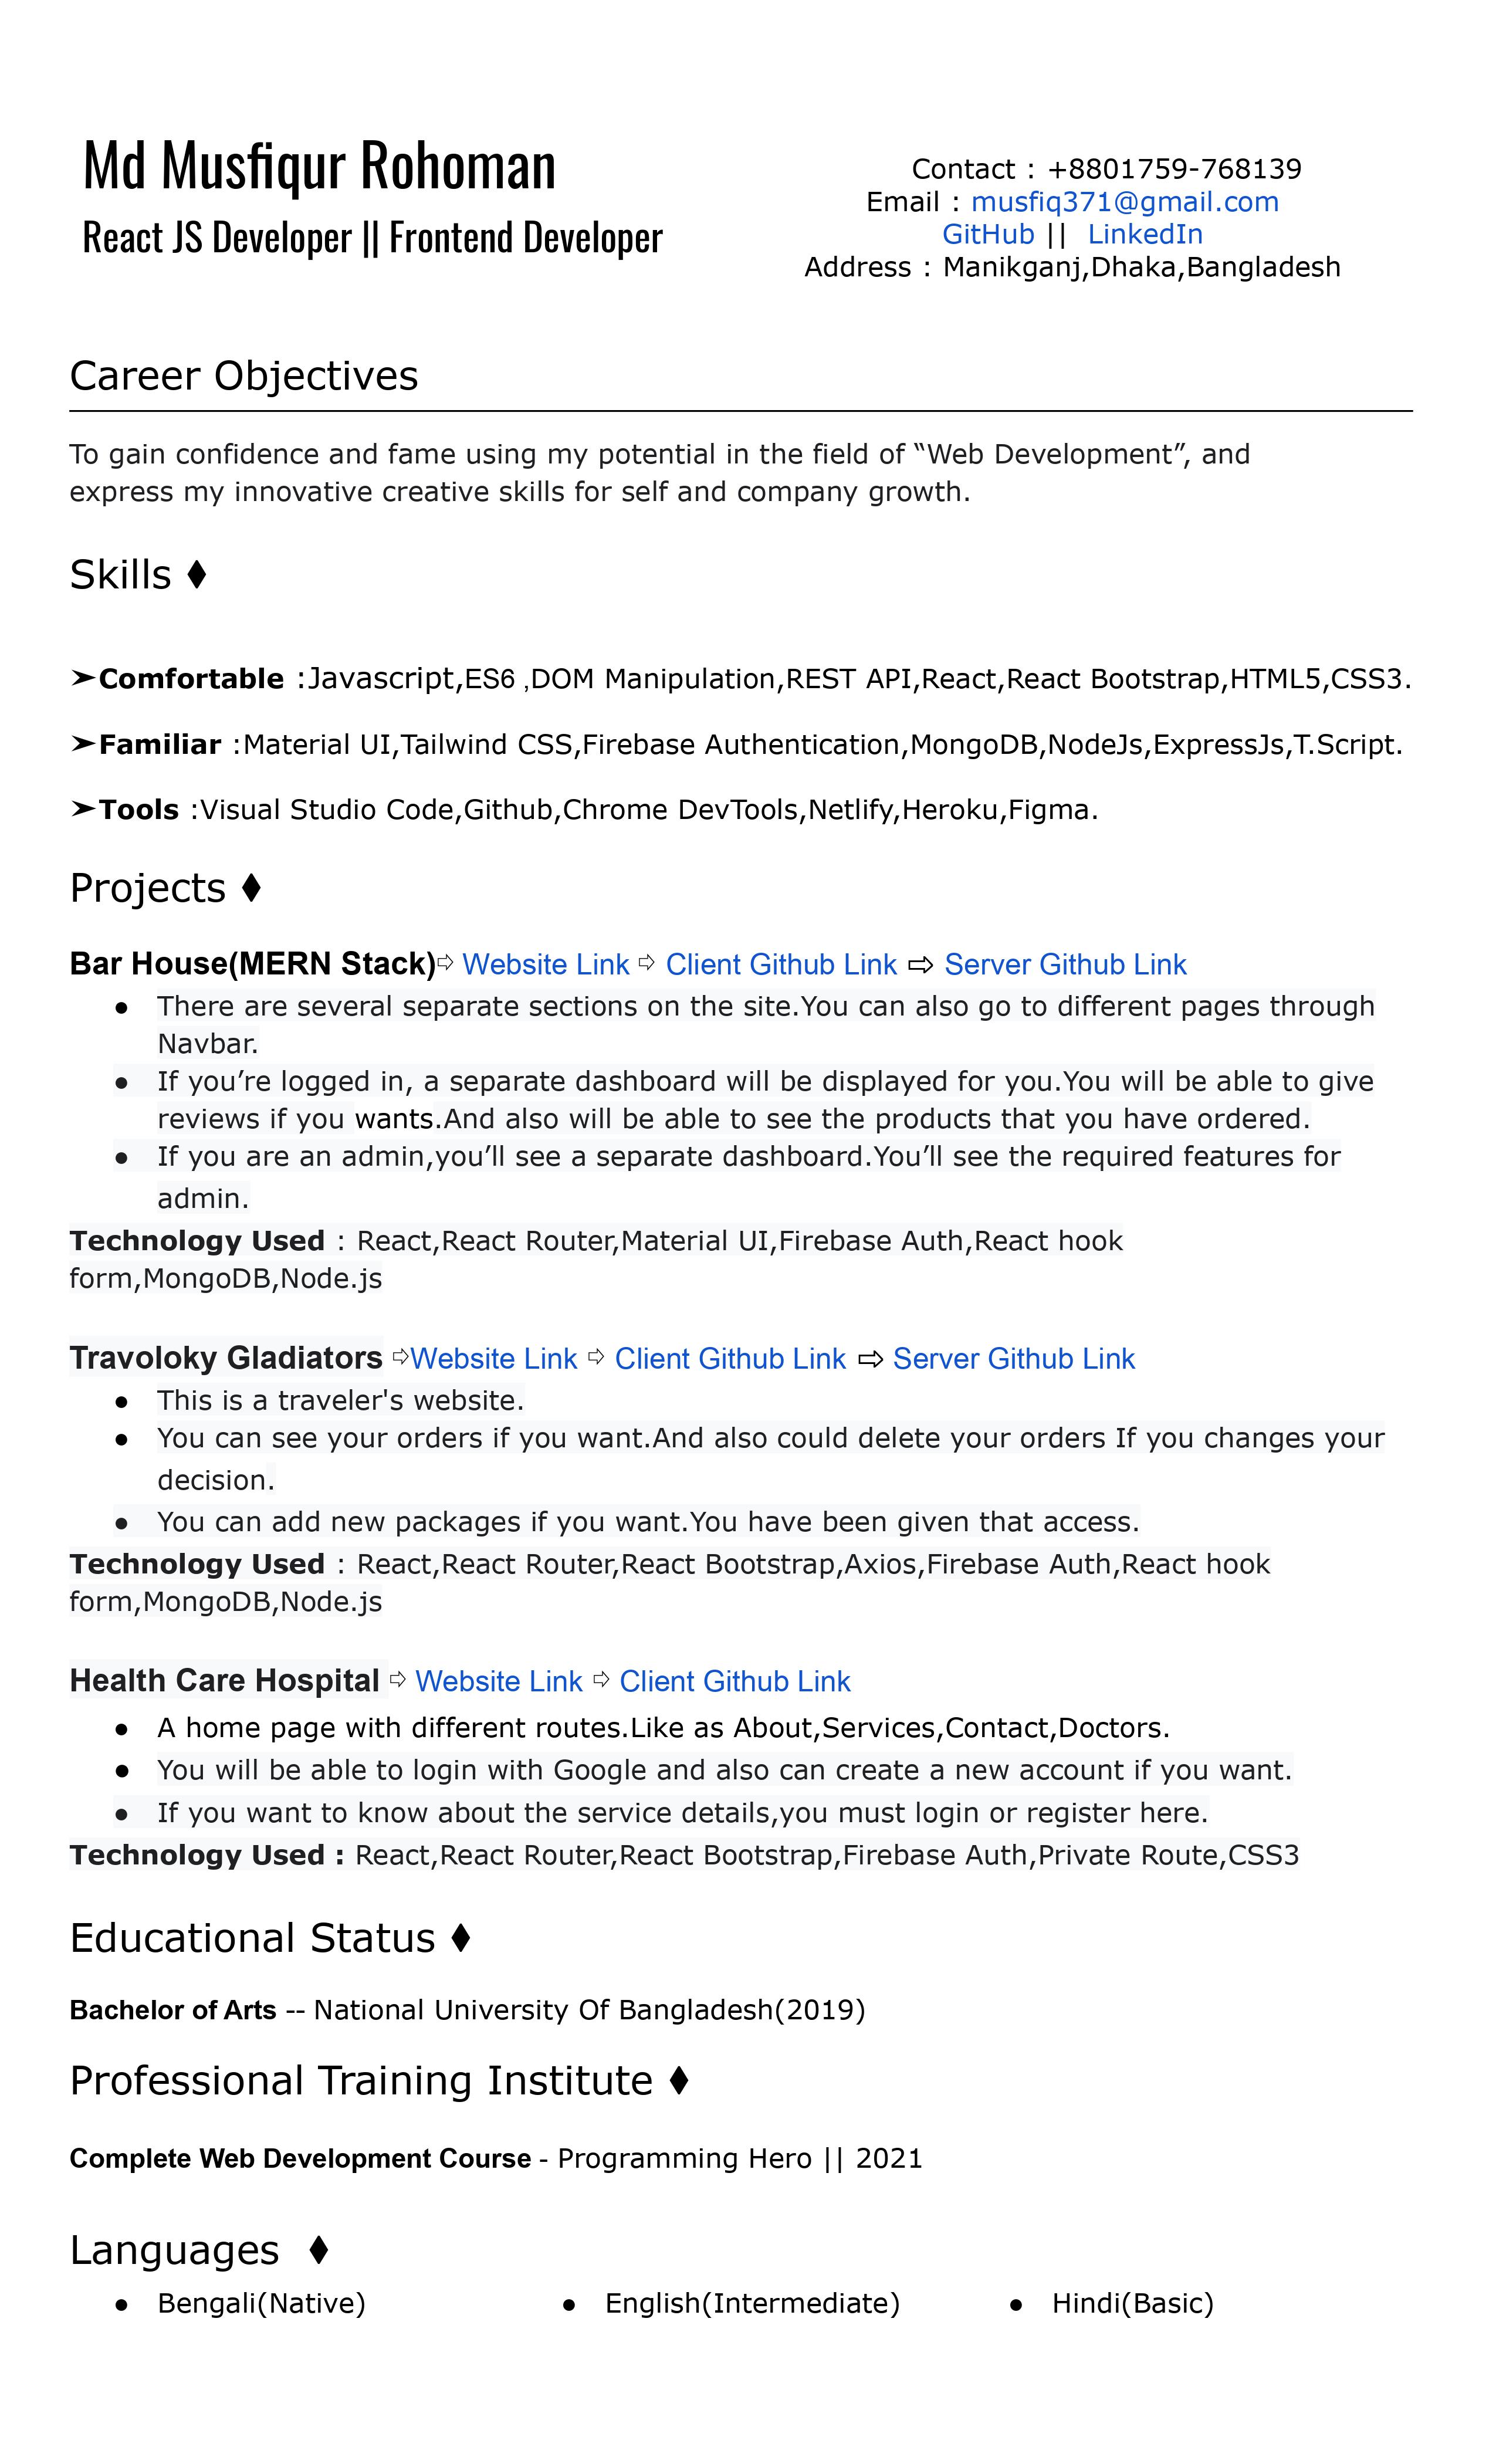 Md Musfiqur Rohoman
React JS Developer || Frontend Developer
Contact : +8801759-768139
Email : musfiq371@gmail.com
GitHub || LinkedIn
Address : Manikganj,Dhaka,Bangladesh
Career Objectives
To gain confidence and fame using my potential in the field of “Web Development”, and
express my innovative creative skills for self and company growth.
Skills ♦
➢Comfortable :Javascript,ES6 ,DOM Manipulation,REST API,React,React Bootstrap,HTML5,CSS3.
➢Familiar :Material UI,Tailwind CSS,Firebase Authentication,MongoDB,NodeJs,ExpressJs,T.Script.
➢Tools :Visual Studio Code,Github,Chrome DevTools,Netlify,Heroku,Figma.
Projects ♦
Bar House(MERN Stack)⇨ Website Link ⇨ Client Github Link ⇨ Server Github Link
● There are several separate sections on the site.You can also go to different pages through
Navbar.
● If you’re logged in, a separate dashboard will be displayed for you.You will be able to give
reviews if you wants.And also will be able to see the products that you have ordered.
● If you are an admin,you’ll see a separate dashboard.You’ll see the required features for
admin.
Technology Used : React,React Router,Material UI,Firebase Auth,React hook
form,MongoDB,Node.js
Travoloky Gladiators ⇨Website Link ⇨ Client Github Link ⇨ Server Github Link
● This is a traveler's website.
● You can see your orders if you want.And also could delete your orders If you changes your
decision.
● You can add new packages if you want.You have been given that access.
Technology Used : React,React Router,React Bootstrap,Axios,Firebase Auth,React hook
form,MongoDB,Node.js
Health Care Hospital ⇨ Website Link ⇨ Client Github Link
● A home page with different routes.Like as About,Services,Contact,Doctors.
● You will be able to login with Google and also can create a new account if you want.
● If you want to know about the service details,you must login or register here.
Technology Used : React,React Router,React Bootstrap,Firebase Auth,Private Route,CSS3
Educational Status ♦
Bachelor of Arts -- National University Of Bangladesh(2019)
Professional Training Institute ♦
Complete Web Development Course - Programming Hero || 2021
Languages ♦
● Bengali(Native) ● English(Intermediate) ● Hindi(Basic)